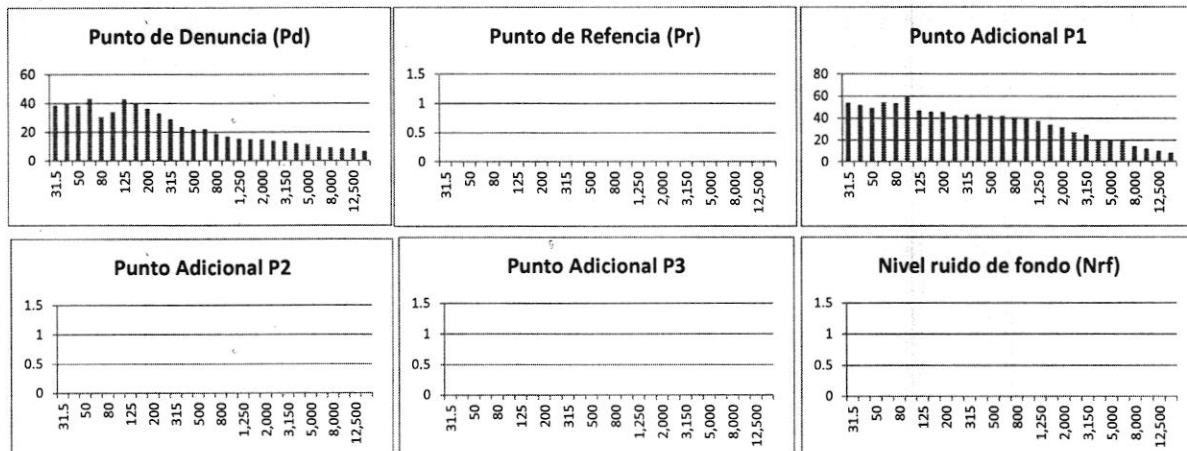 Punto de Denuncia (Pd)
60
40
20
0
31.5 50 80 125 200 315 500 800 1,250 2,000 3,150 5,000 8,000 12,500
Punto de Refencia (Pr)
1.5
1
0.5
0
31.5 50 80 125 200 315 500 800 1,250 2,000 3,150 5,000 8,000 12,500
Punto Adicional P1
80
60
40
20
0
31.5 50 80 125 200 315 500 800 1,250 2,000 3,150 5,000 8,000 12,500
Punto Adicional P2
1.5
1
0.5
0
31.5 50 80 125 200 315 500 800 1,250 2,000 3,150 5,000 8,000 12,500
Punto Adicional P3
1.5
1
0.5
0
31.5 50 80 125 200 315 500 800 1,250 2,000 3,150 5,000 8,000 12,500
Nivel ruido de fondo (Nrf)
1.5
1
0.5
0
31.5 50 80 125 200 315 500 800 1,250 2,000 3,150 5,000 8,000 12,500